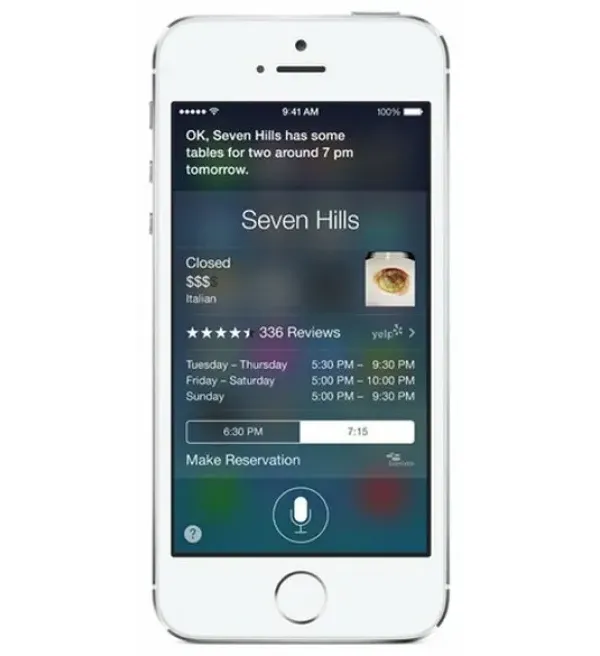 9:41 AM
100%
OK, Seven Hills has some
tables for two around 7 pm
tomorrow.
Seven Hills
Closed
$$$$
Italian
336 Reviews
yelp
Tuesday – Thursday 5:30 PM – 9:30 PM
Friday – Saturday 5:00 PM – 10:00 PM
Sunday 5:00 PM – 9:30 PM
6:30 PM
7:15
Make Reservation
?